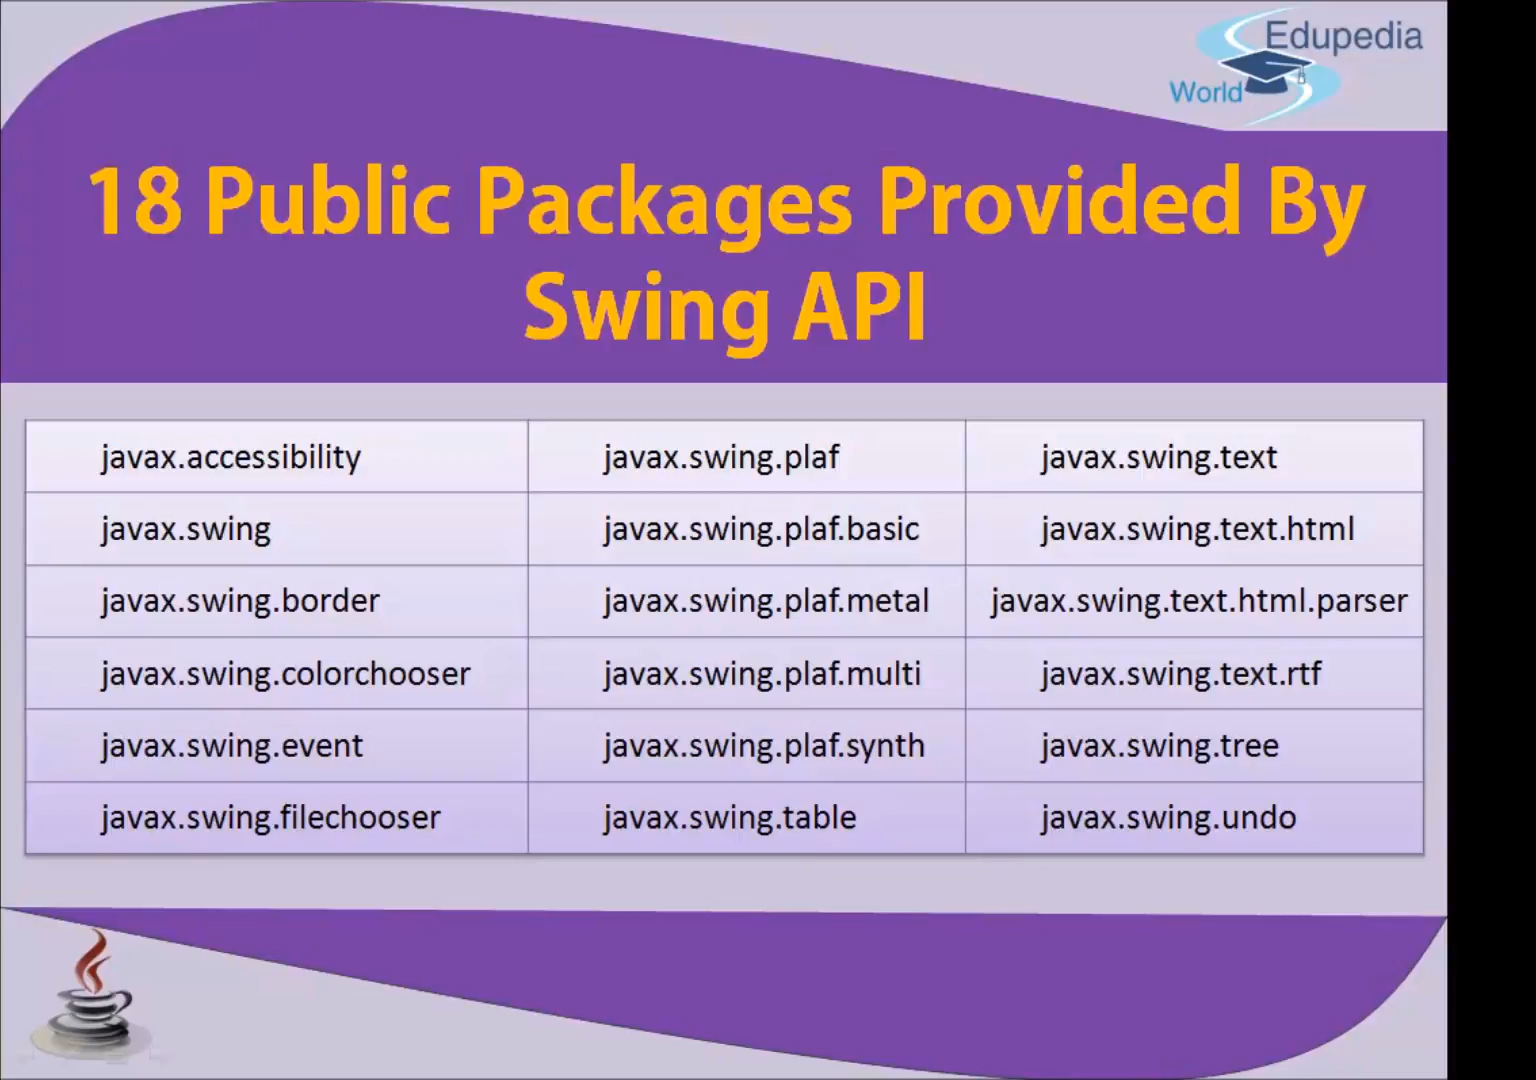 Edupedia
World
18 Public Packages Provided By
Swing API
javax.accessibility javax.swing.plaf javax.swing.text
javax.swing javax.swing.plaf.basic javax.swing.text.html
javax.swing.border javax.swing.plaf.metal javax.swing.text.html.parser
javax.swing.colorchooser javax.swing.plaf.multi javax.swing.text.rtf
javax.swing.event javax.swing.plaf.synth javax.swing.tree
javax.swing.filechooser javax.swing.table javax.swing.undo